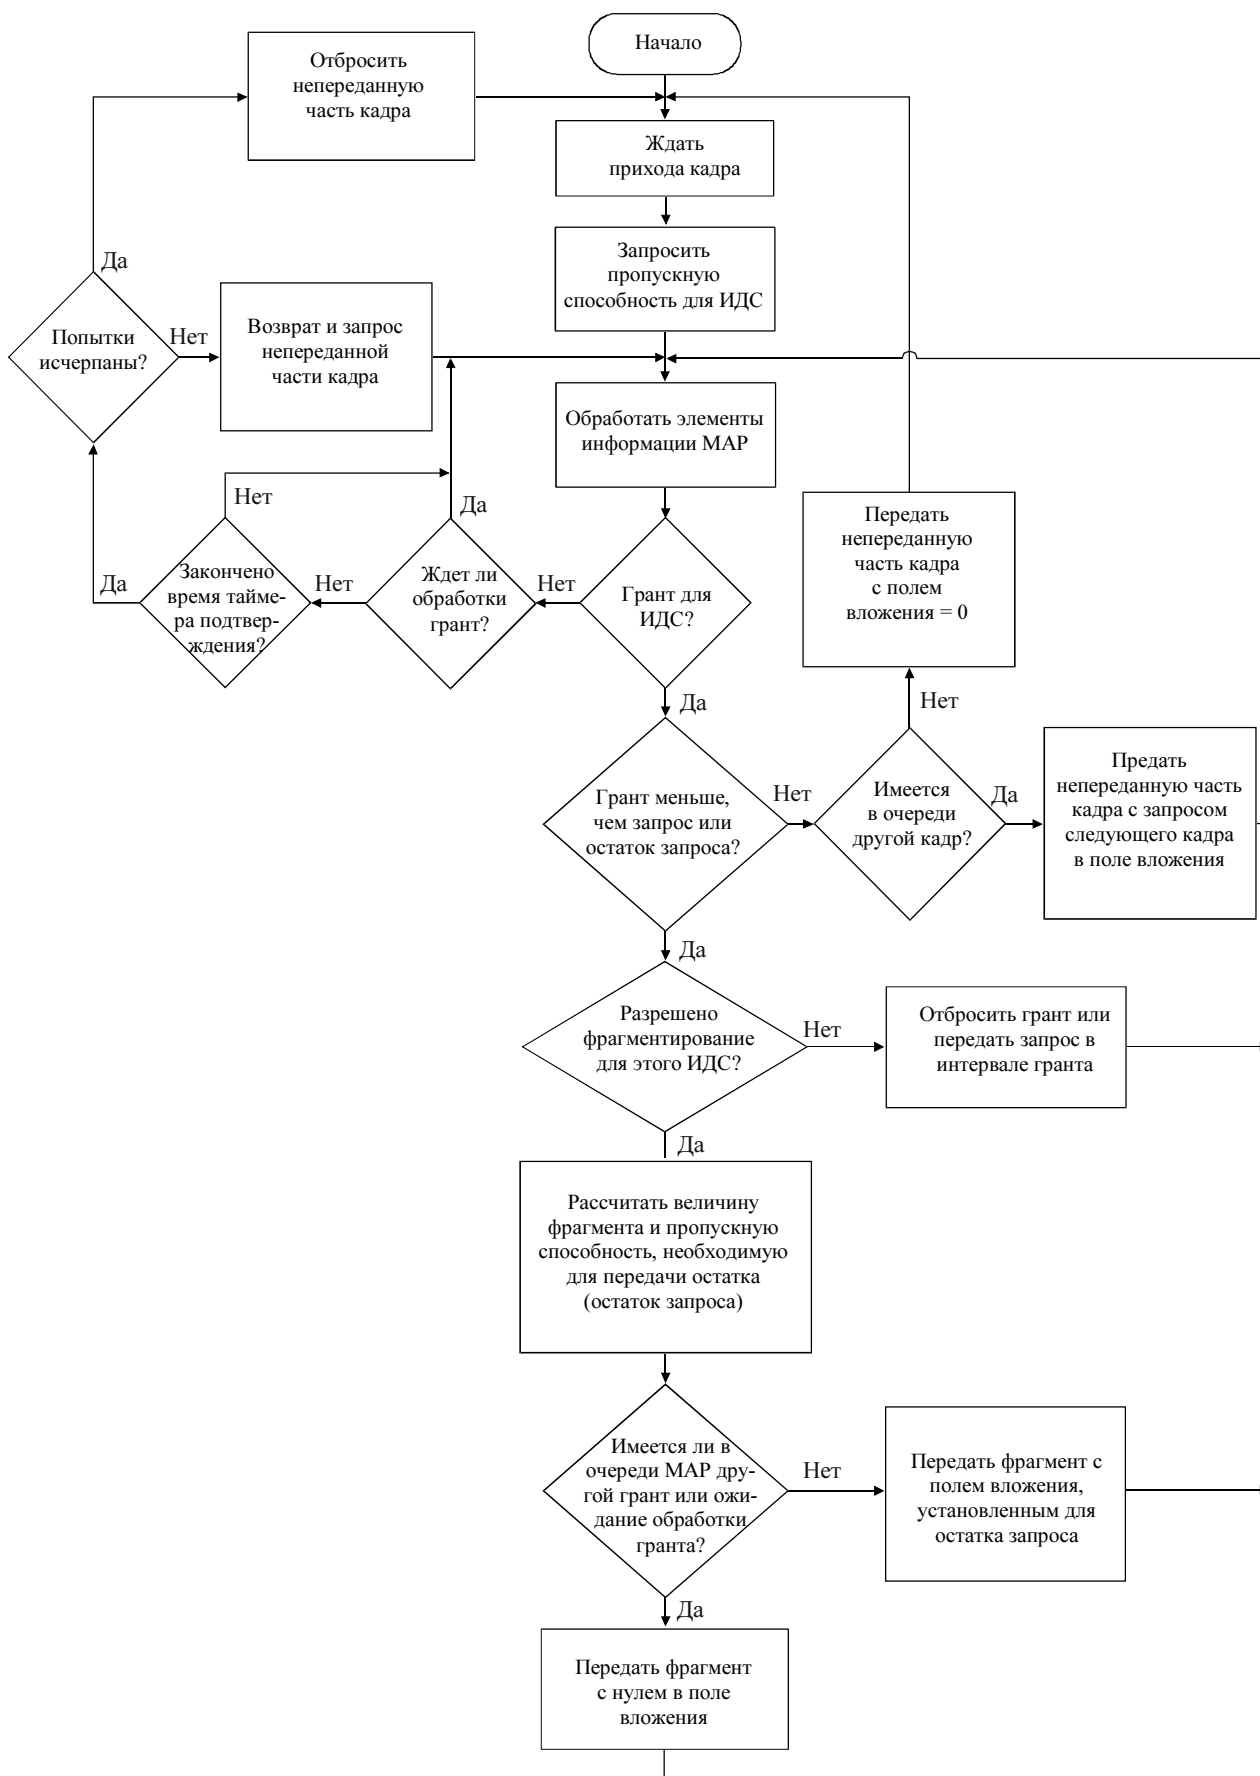 Начало
Отбросить
непереданную
часть кадра
Ждать
прихода кадра
Запросить
пропускную
способность для ИДС
Да
Попытки
исчерпаны?
Нет
Возврат и запрос
непереданной
части кадра
Обработать элементы
информации MAP
Нет
Да
Передать
непереданную
часть кадра
с полем
вложения = 0
Да
Закончено
время тайме-
ра подтвер-
ждения?
Нет
Ждет ли
обработки
грант?
Нет
Грант для
ИДС?
Да
Нет
Грант меньше,
чем запрос или
остаток запроса?
Нет
Имеется
в очереди
другой кадр?
Да
Предать
непереданную часть
кадра с запросом
следующего кадра
в поле вложения
Да
Разрешено
фрагментирование
для этого ИДС?
Нет
Отбросить грант или
передать запрос в
интервале гранта
Да
Рассчитать величину
фрагмента и пропускную
способность, необходимую
для передачи остатка
(остаток запроса)
Имеется ли в
очереди MAP дру-
гой грант или ожи-
дание обработки
гранта?
Нет
Передать фрагмент с
полем вложения,
установленным для
остатка запроса
Да
Передать фрагмент
с нулем в поле
вложения